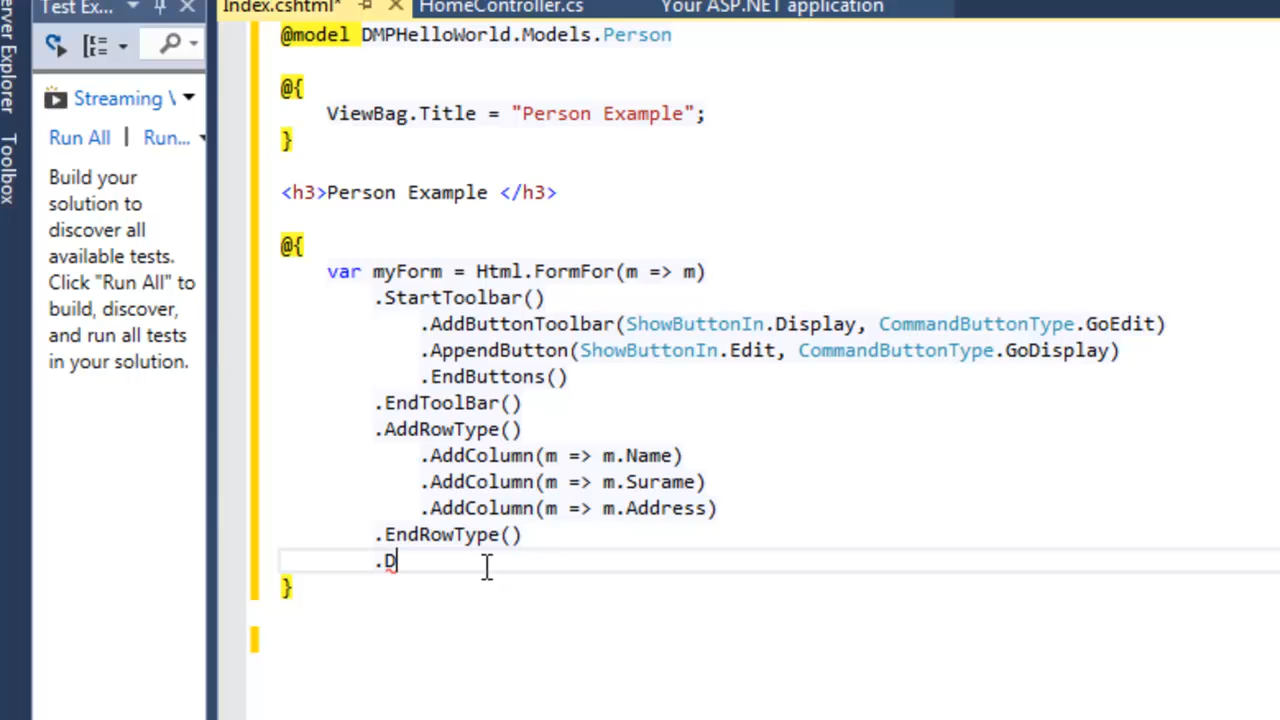 Test Ex...
Index.cshtml*
HomeController.cs
Your ASP.NET application
Server Explorer
Toolbox
Streaming V
Run All | Run...
Build your
solution to
discover all
available tests.
Click "Run All" to
build, discover,
and run all tests
in your solution.
@model DMPHelloWorld.Models.Person
@{
ViewBag.Title = "Person Example";
}
<h3>Person Example </h3>
@{
var myForm = Html.FormFor(m => m)
.StartToolbar()
.AddButtonToolbar(ShowButtonIn.Display, CommandButtonType.GoEdit)
.AppendButton(ShowButtonIn.Edit, CommandButtonType.GoDisplay)
.EndButtons()
.EndToolBar()
.AddRowType()
.AddColumn(m => m.Name)
.AddColumn(m => m.Surame)
.AddColumn(m => m.Address)
.EndRowType()
.D
}